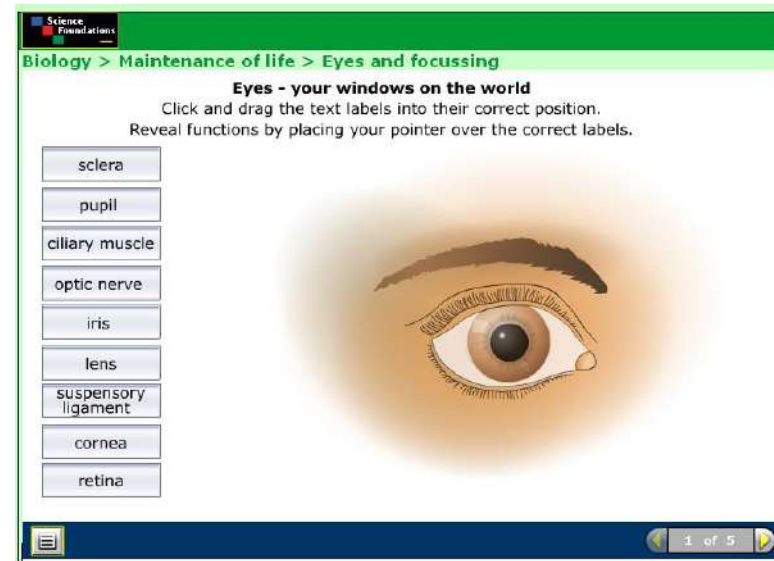 Science
Foundations
Biology > Maintenance of life > Eyes and focussing
Eyes - your windows on the world
Click and drag the text labels into their correct position.
Reveal functions by placing your pointer over the correct labels.
sclera
pupil
ciliary muscle
optic nerve
iris
lens
suspensory
ligament
cornea
retina
1 of 5